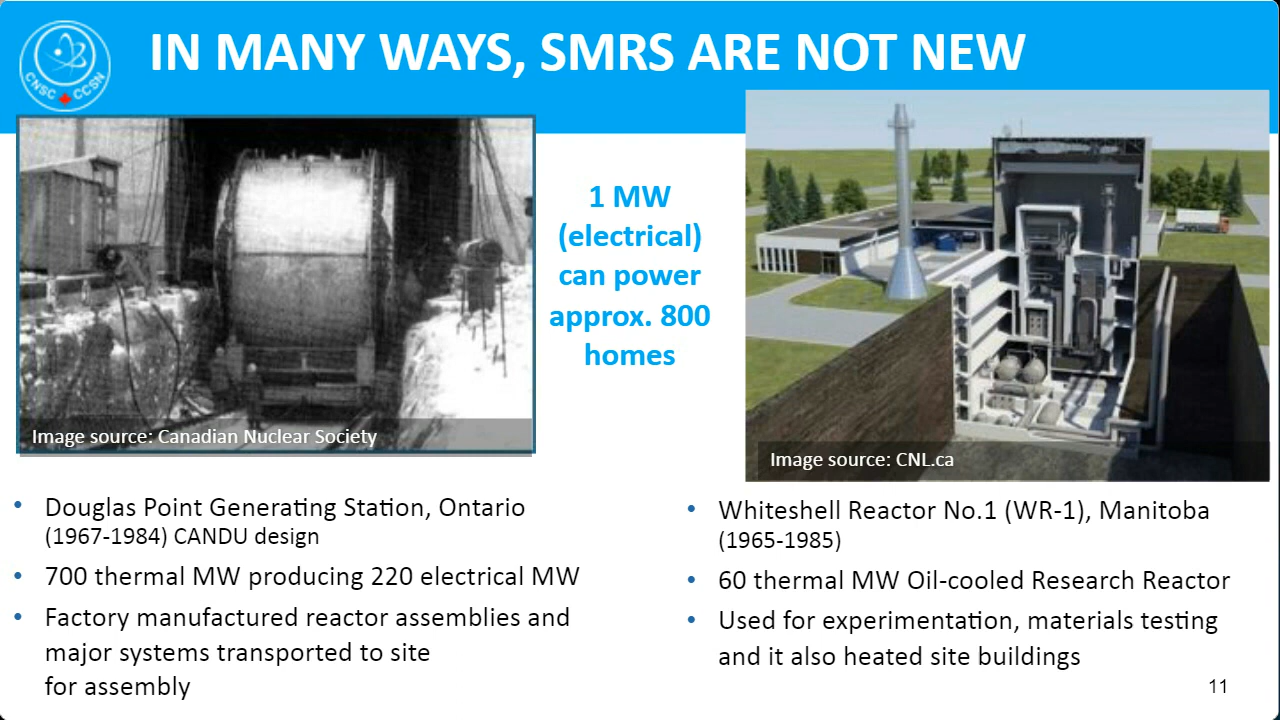 IN MANY WAYS, SMRS ARE NOT NEW
CNSC CCSN
Image source: Canadian Nuclear Society
1 MW
(electrical)
can power
approx. 800
homes
Image source: CNL.ca
• Douglas Point Generating Station, Ontario
(1967-1984) CANDU design
• 700 thermal MW producing 220 electrical MW
• Factory manufactured reactor assemblies and
major systems transported to site
for assembly
• Whiteshell Reactor No.1 (WR-1), Manitoba
(1965-1985)
• 60 thermal MW Oil-cooled Research Reactor
• Used for experimentation, materials testing
and it also heated site buildings
11